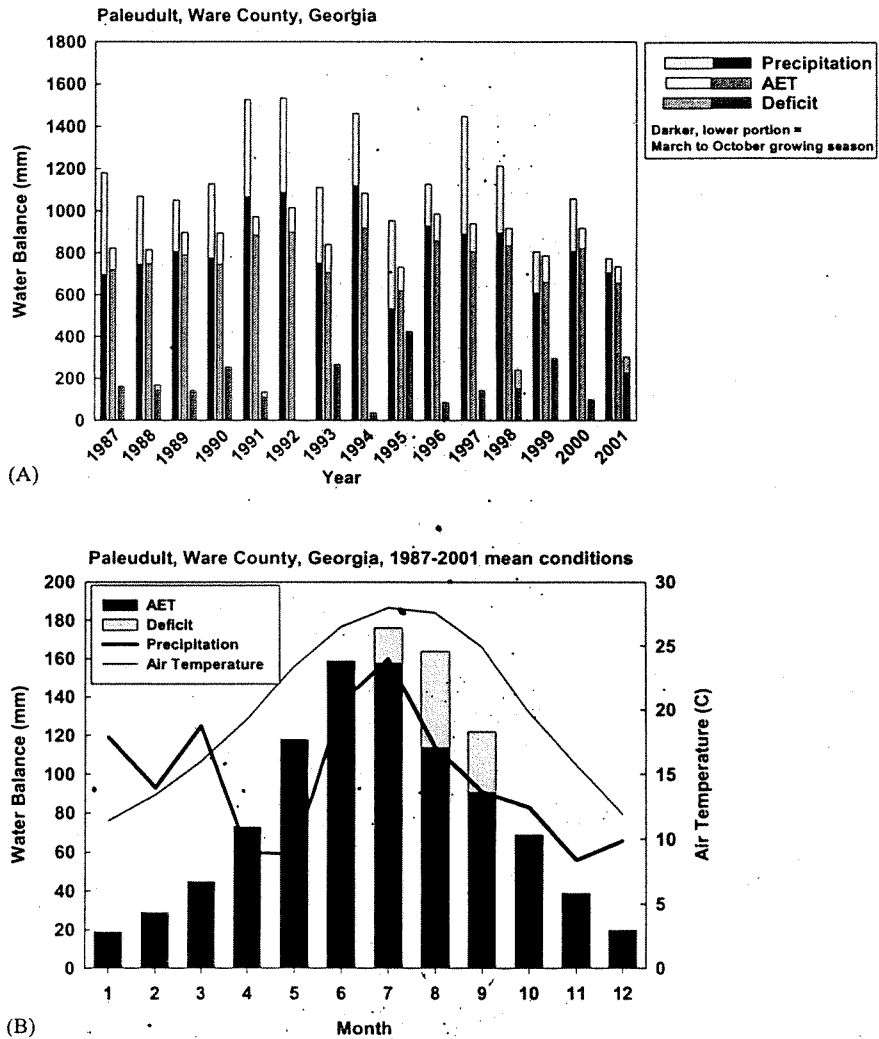 Paleudult, Ware County, Georgia
1800
1600
1400
1200
1000
800
600
400
200
0
Water Balance (mm)
1987 1988 1989 1990 1991 1992 1993 1994 1995 1996 1997 1998 1999 2000 2001
Year
Precipitation
AET
Deficit
Darker, lower portion =
March to October growing season
(A)
Paleudult, Ware County, Georgia, 1987-2001 mean conditions
200
180
160
140
120
100
80
60
40
20
0
Water Balance (mm)
AET
Deficit
Precipitation
Air Temperature
30
25
20
15
10
5
0
Air Temperature (C)
1 2 3 4 5 6 7 8 9 10 11 12
Month
(B)